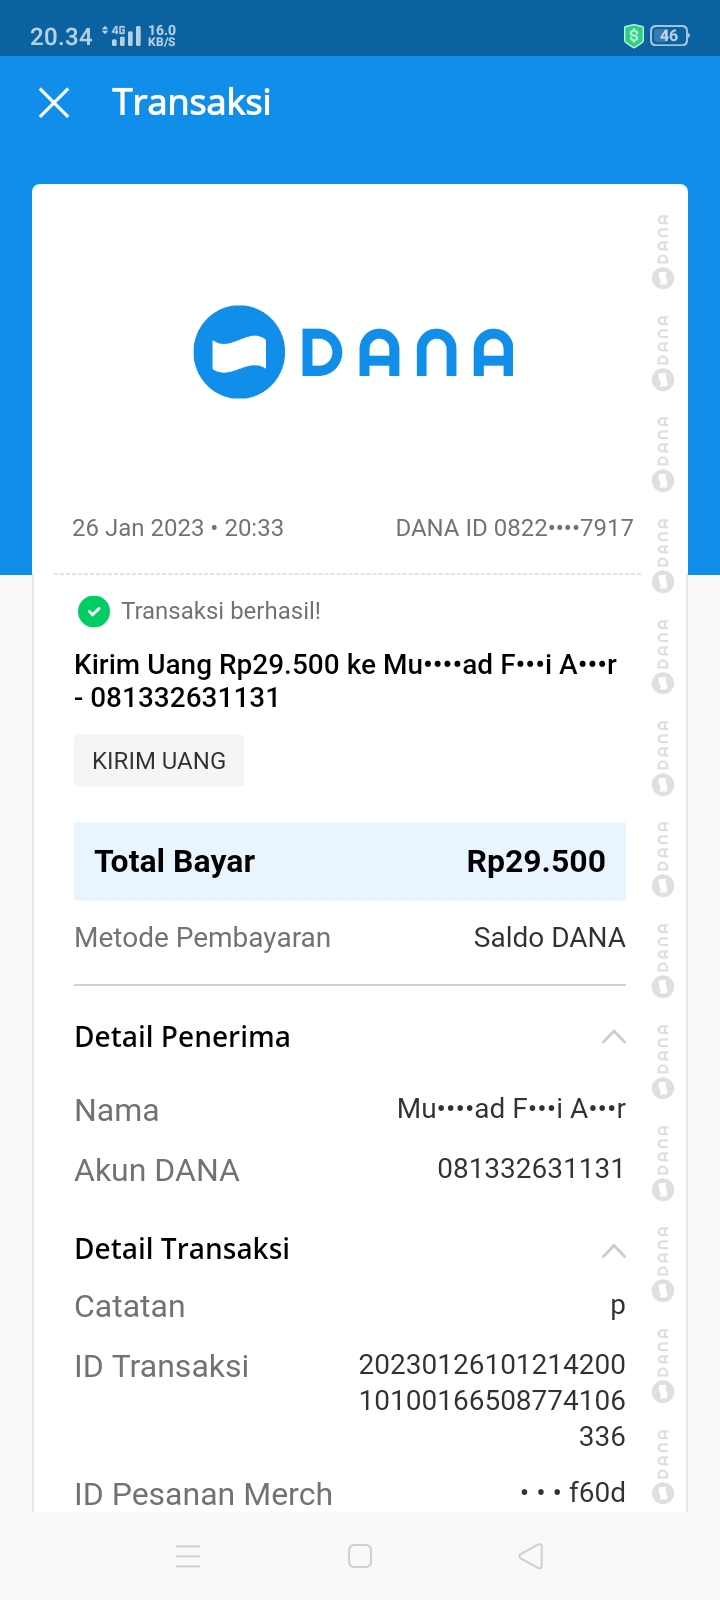 20.34 4G 16.0 KB/S $ 46
Transaksi
DANA
26 Jan 2023 • 20:33 DANA ID 0822••••7917
Transaksi berhasil!
Kirim Uang Rp29.500 ke Mu••••ad F•••i A•••r
- 081332631131
KIRIM UANG
Total Bayar Rp29.500
Metode Pembayaran Saldo DANA
Detail Penerima
Nama Mu••••ad F•••i A•••r
Akun DANA 081332631131
Detail Transaksi
Catatan p
ID Transaksi 20230126101214200
10100166508774106
336
ID Pesanan Merch • • • f60d
DANA
DANA
DANA
DANA
DANA
DANA
DANA
DANA
DANA
DANA
DANA
DANA
DANA